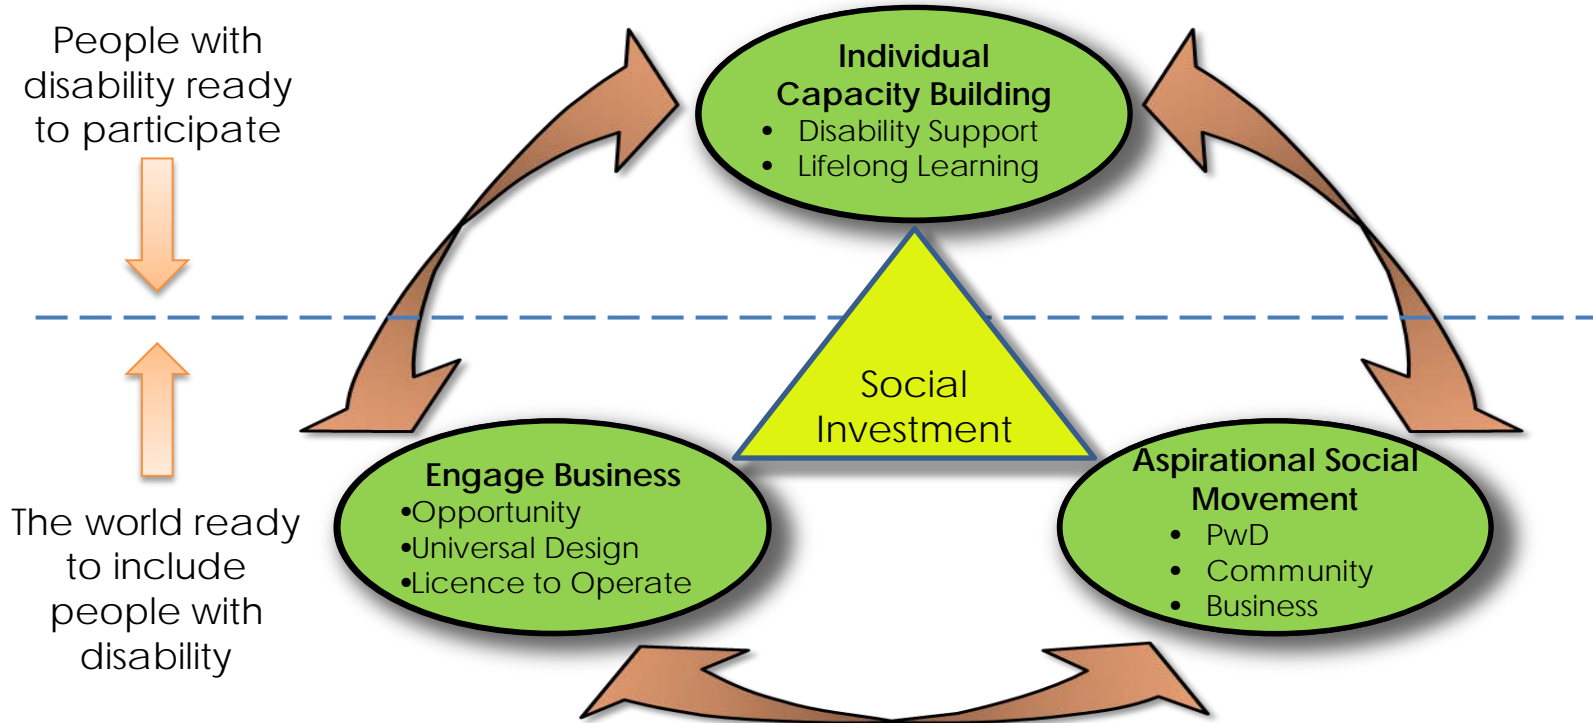 People with
disability ready
to participate
Individual
Capacity Building
• Disability Support
• Lifelong Learning
Social
Investment
The world ready
to include
people with
disability
Engage Business
•Opportunity
•Universal Design
•Licence to Operate
Aspirational Social
Movement
• PwD
• Community
• Business